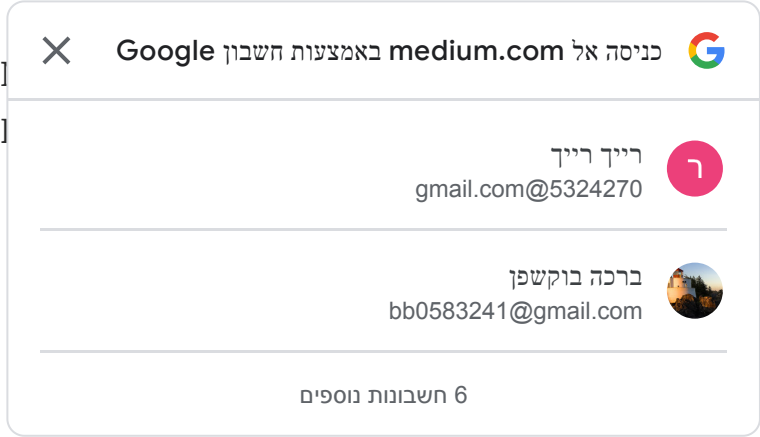 כניסה אל medium.com באמצעות חשבון Google
רייך רייך
gmail.com@5324270
ברכה בוקשפן
bb0583241@gmail.com
6 חשבונות נוספים